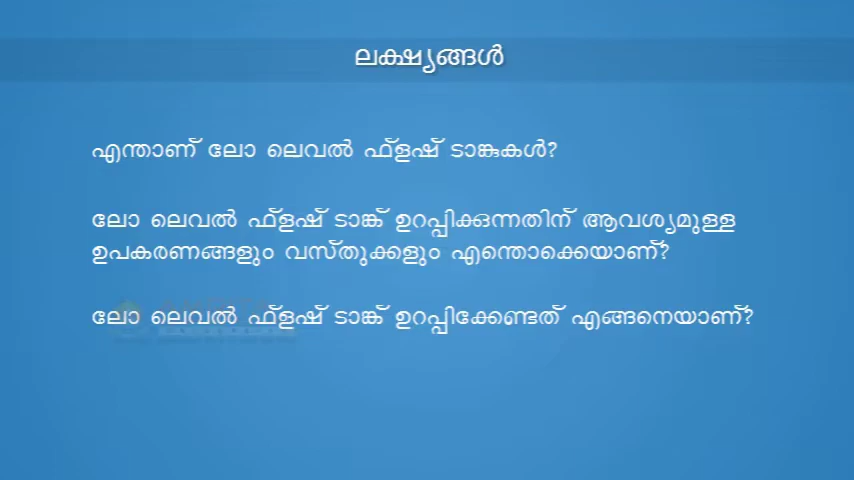 ലക്ഷ്യങ്ങൾ
എന്താണ് ലോ ലെവൽ ഫ്ളഷ് ടാങ്കുകൾ?
ലോ ലെവൽ ഫ്ളഷ് ടാങ്ക് ഉറപ്പിക്കുന്നതിന് ആവശ്യമുള്ള
ഉപകരണങ്ങളും വസ്തുക്കളും എന്തൊക്കെയാണ്?
ലോ ലെവൽ ഫ്ളഷ് ടാങ്ക് ഉറപ്പിക്കേണ്ടത് എങ്ങനെയാണ്?